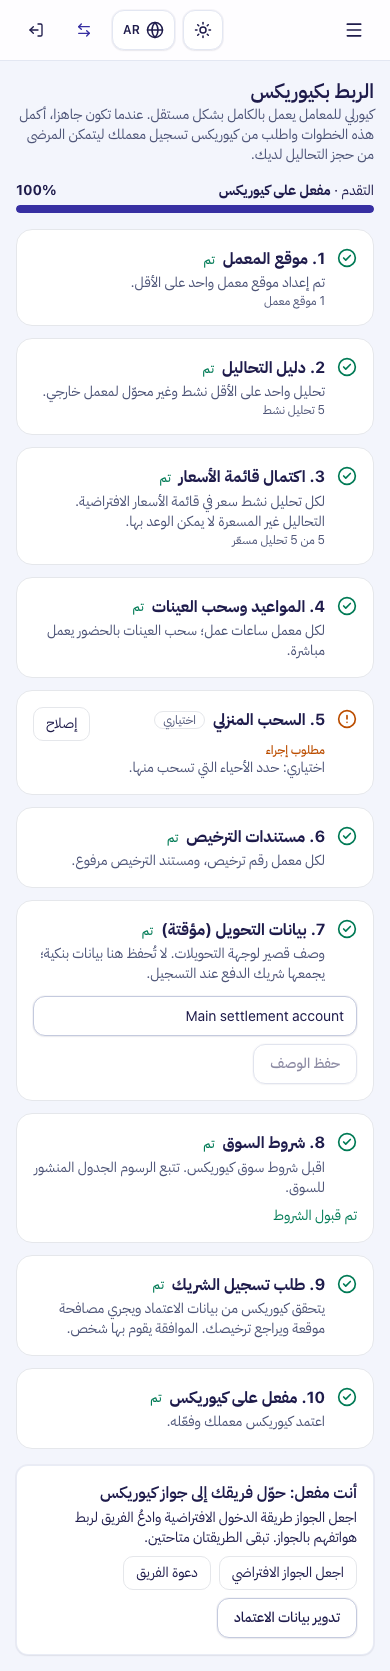 AR
الربط بكيوريكس
كيورلي للمعامل يعمل بالكامل بشكل مستقل. عندما تكون جاهزا، أكمل
هذه الخطوات واطلب من كيوريكس تسجيل معملك ليتمكن المرضى
من حجز التحاليل لديك.
التقدم · مفعل على كيوريكس 100%
1. موقع المعمل تم
تم إعداد موقع معمل واحد على الأقل.
1 موقع معمل
2. دليل التحاليل تم
تحليل واحد على الأقل نشط وغير محوّل لمعمل خارجي.
5 تحليل نشط
3. اكتمال قائمة الأسعار تم
لكل تحليل نشط سعر في قائمة الأسعار الافتراضية.
التحاليل غير المسعرة لا يمكن الوعد بها.
5 من 5 تحليل مسعّر
4. المواعيد وسحب العينات تم
لكل معمل ساعات عمل؛ سحب العينات بالحضور يعمل
مباشرة.
5. السحب المنزلي اختياري
إصلاح
مطلوب إجراء
اختياري: حدد الأحياء التي تسحب منها.
6. مستندات الترخيص تم
لكل معمل رقم ترخيص، ومستند الترخيص مرفوع.
7. بيانات التحويل (مؤقتة) تم
وصف قصير لوجهة التحويلات. لا تُحفظ هنا بيانات بنكية؛
يجمعها شريك الدفع عند التسجيل.
Main settlement account
حفظ الوصف
8. شروط السوق تم
اقبل شروط سوق كيوريكس. تتبع الرسوم الجدول المنشور
للسوق.
تم قبول الشروط
9. طلب تسجيل الشريك تم
يتحقق كيوريكس من بيانات الاعتماد ويجري مصافحة
موقعة ويراجع ترخيصك. الموافقة يقوم بها شخص.
10. مفعل على كيوريكس تم
اعتمد كيوريكس معملك وفعّله.
أنت مفعل: حوّل فريقك إلى جواز كيوريكس
اجعل الجواز طريقة الدخول الافتراضية وادعُ الفريق لربط
هواتفهم بالجواز. تبقى الطريقتان متاحتين.
اجعل الجواز الافتراضي
دعوة الفريق
تدوير بيانات الاعتماد